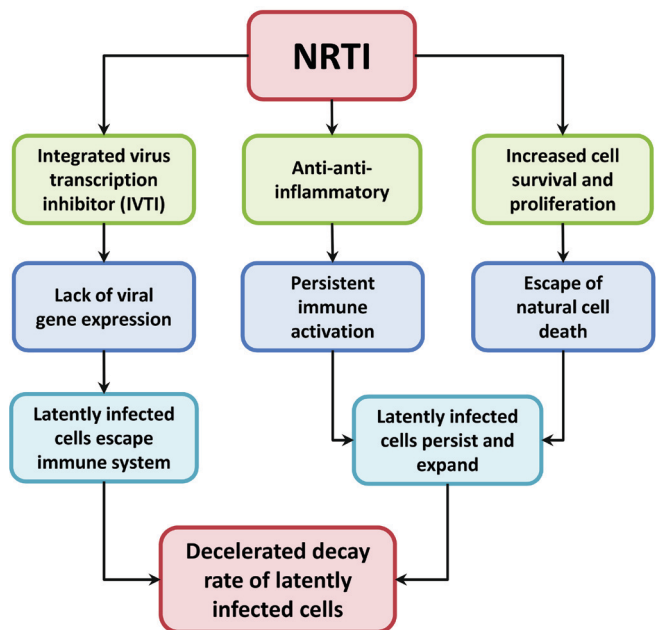 NRTI
Integrated virus
transcription
inhibitor (IVTI)
Anti-anti-
inflammatory
Increased cell
survival and
proliferation
Lack of viral
gene expression
Persistent
immune
activation
Escape of
natural cell
death
Latently infected
cells escape
immune system
Latently infected
cells persist and
expand
Decelerated decay
rate of latently
infected cells